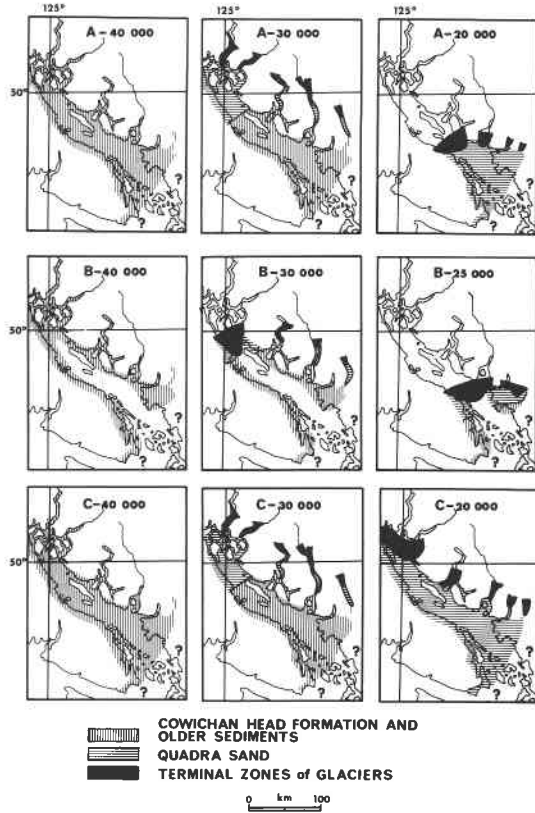 125° 125° 125°
A-40 000 A-30 000 A-20 000
50°
? ? ?
? ? ?
B-40 000 B-30 000 B-25 000
50°
? ? ?
? ? ?
C-40 000 C-30 000 C-20 000
50°
? ? ?
? ? ?
COWICHAN HEAD FORMATION AND
OLDER SEDIMENTS
QUADRA SAND
TERMINAL ZONES of GLACIERS
0 km 100